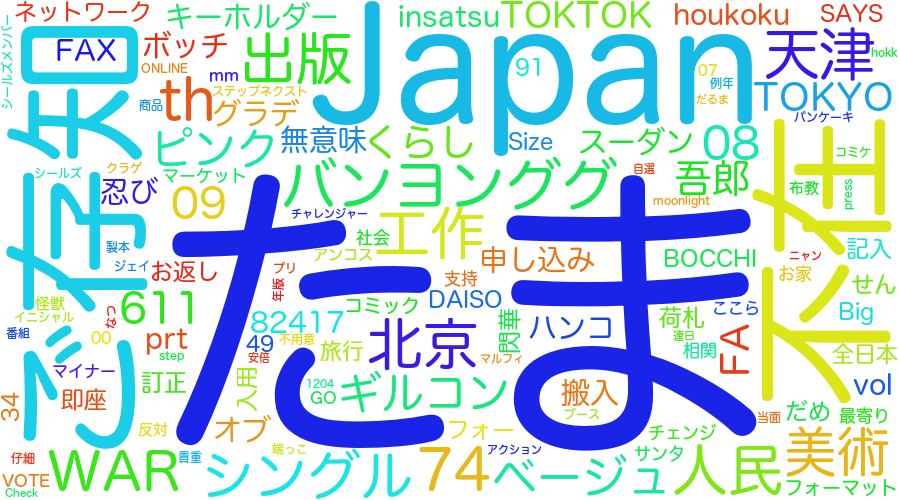 ネットワーク
キーホルダー
insatsu
TOKTOK
houkoku
SAYS
FAX
ボッチ
出版
Japan
天津
hokk
シールズメンバー
ご存知
ONLINE
mm
ステップネクスト
91
07
例年
だるま
TOKYO
商品
th
グラデ
パンケーキ
ピンク
無意味
くらし
Size
スーダン
08
不在
コミケ
クラゲ
シールズ
忍び
マーケット
バンヨンググ
自選
吾郎
布教
press
09
moonlight
チャレンジャー
たま
工作
製本
社会
アンコス
申し込み
BOCCHI
記入
ニャン
ジェイ
お返し
プリ
年版
支持
お家
せん
怪獣
イニシャル
なつ
611
コミック
DAISO
荷札
ここら
Big
番組
00
prt
82417
不用意
北京
閑華
ハンコ
連日
相関
FA
全日本
step
49
安倍
旅行
マルフィ
マイナー
訂正
入用
1204
GO
ギルコン
搬入
vol
34
即座
ブース
当面
だめ
最寄り
反対
オブ
端っこ
フォー
チェンジ
美術
仔細
貴重
アクション
サンタ
VOTE
WAR
シングル
74
ベージュ
人民
フォーマット
Check